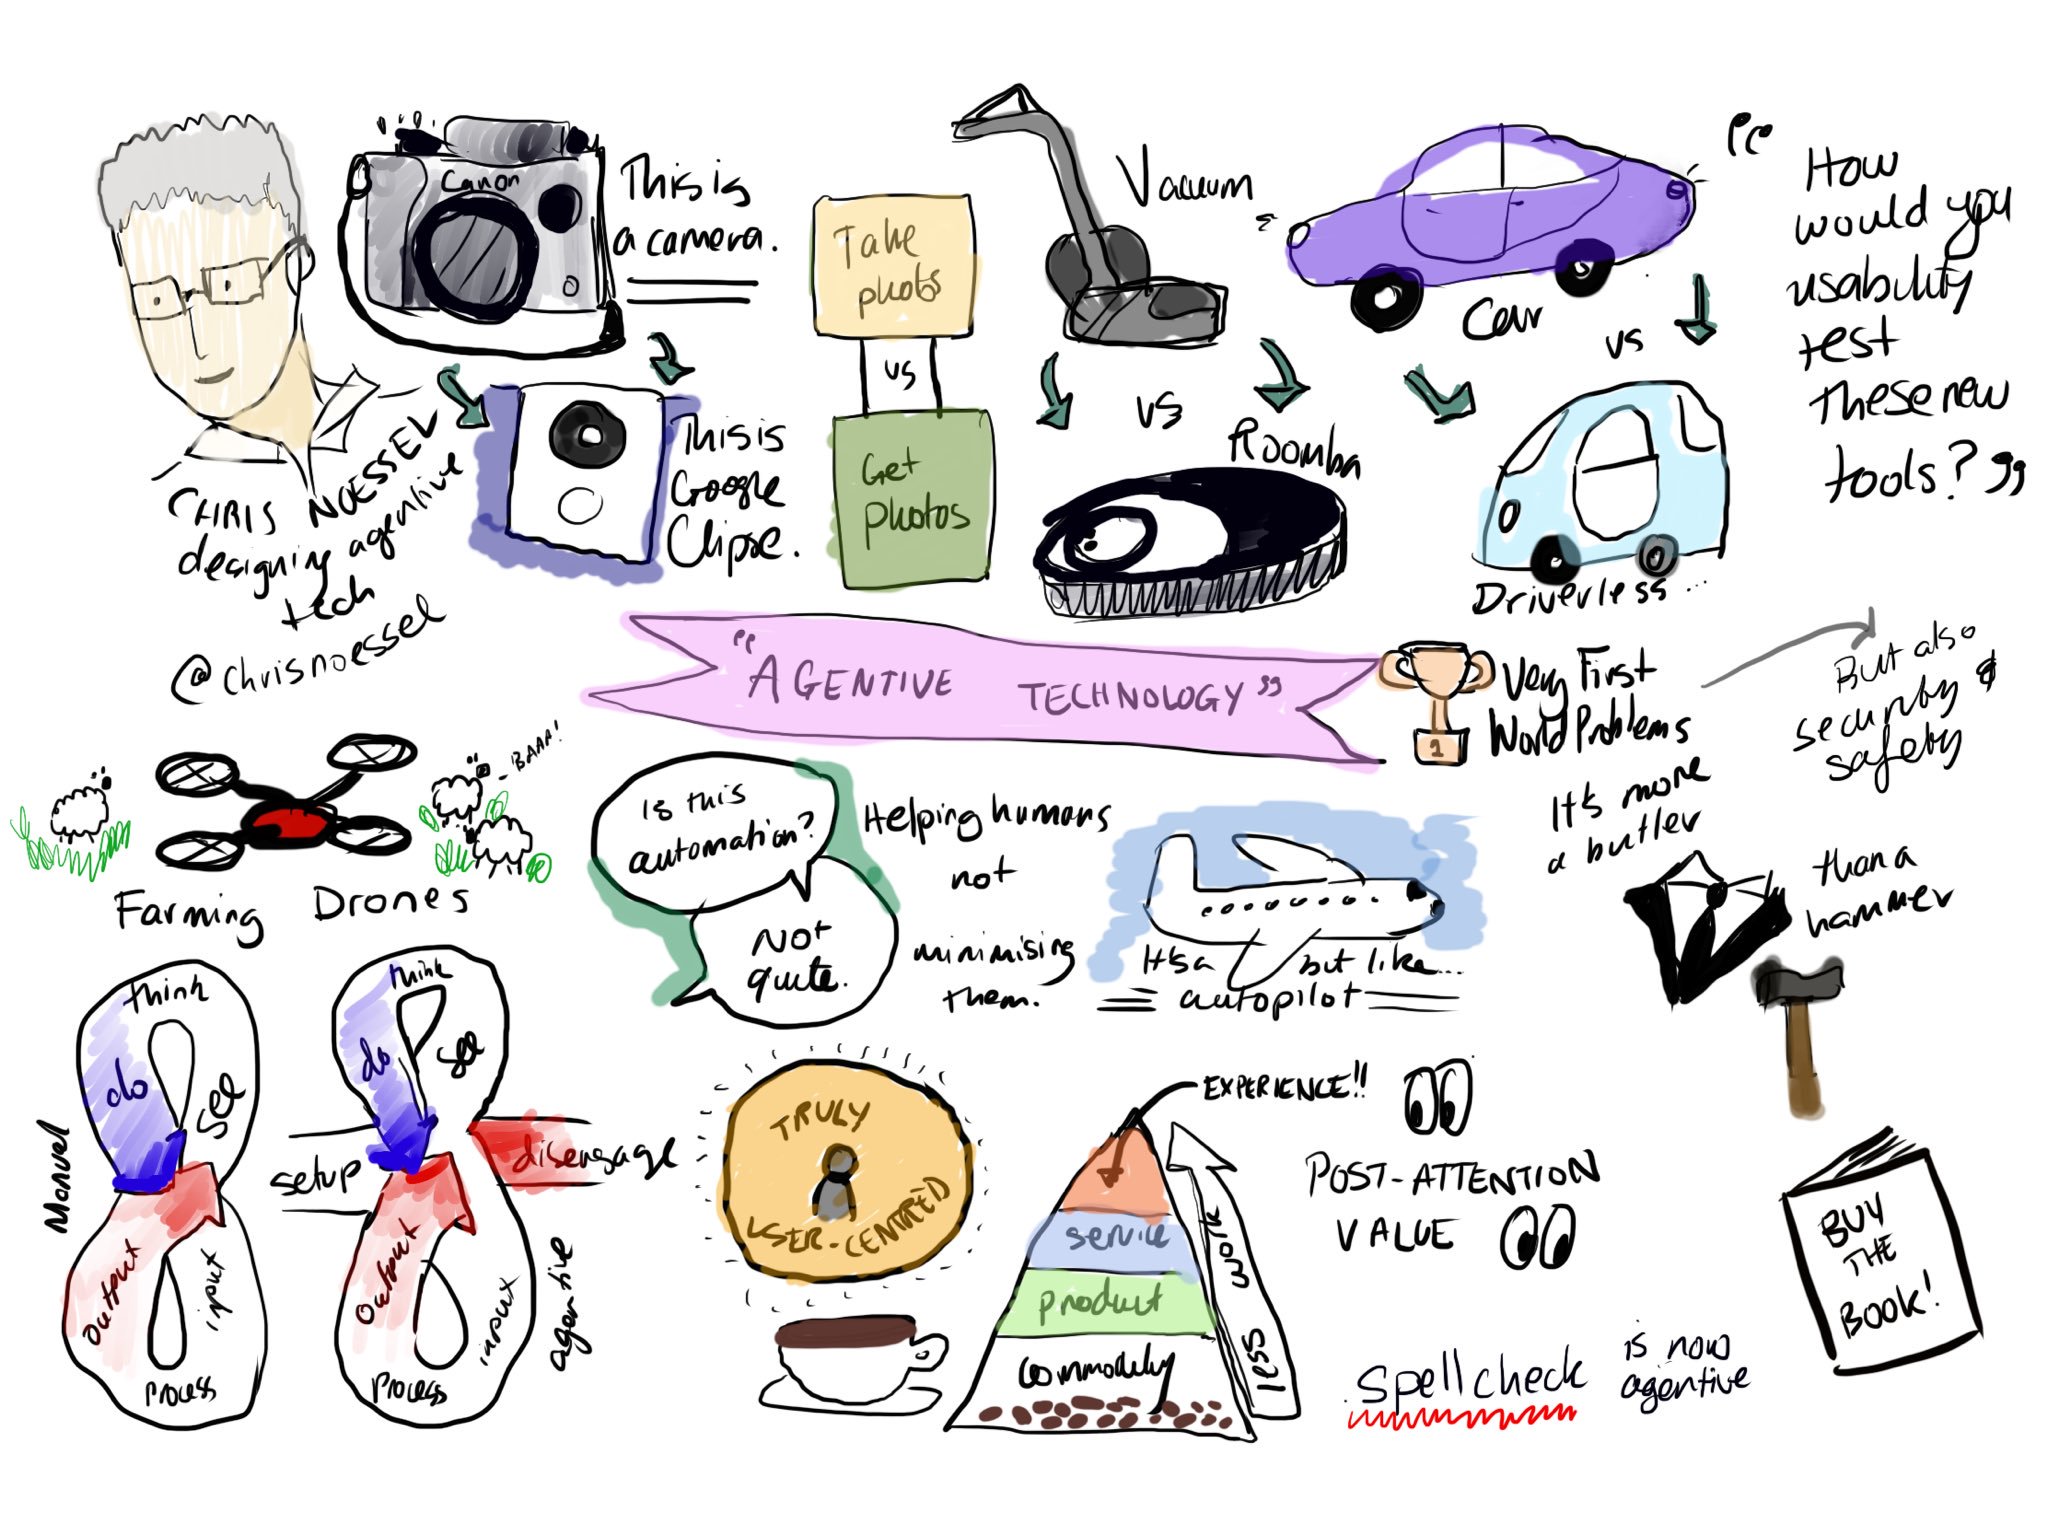 CHRIS NOESSEL
designing agentive
tech
@chrisnoessel
Canon
This is
a camera.
This is
Google
Clipse.
Take
photos
vs
Get
photos
Vacuum
vs
Roomba
Car
vs
Driverless...
"How
would you
usability
test
these new
tools?"
"AGENTIVE TECHNOLOGY"
1
Very First
World Problems
But also
security &
safety
Farming Drones
- BAAA!
Is this
automation?
Not
quite.
Helping humans
not
minimising
them.
It's a but like...
autopilot
It's more
a butler
than a
hammer
Manuel
think
do
see
output
input
process
setup
think
do
see
disengage
output
input
process
agentive
TRULY
USER-CENTRED
EXPERIENCE!!
service
product
commodety
less work
POST-ATTENTION
VALUE
Spellcheck is now
agentive
BUY
THE
BOOK!